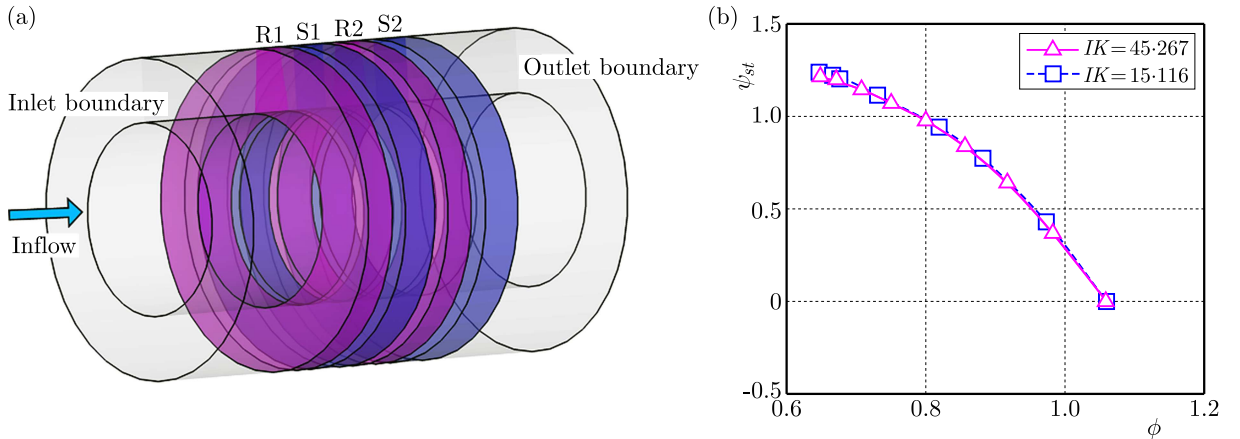 (a)
R1 S1 R2 S2
Outlet boundary
Inlet boundary
Inflow
(b)
1.5
1.0
0.5
0
-0.5
ψst
IK=45·267
IK=15·116
0.6 0.8 1.0 1.2
ϕ